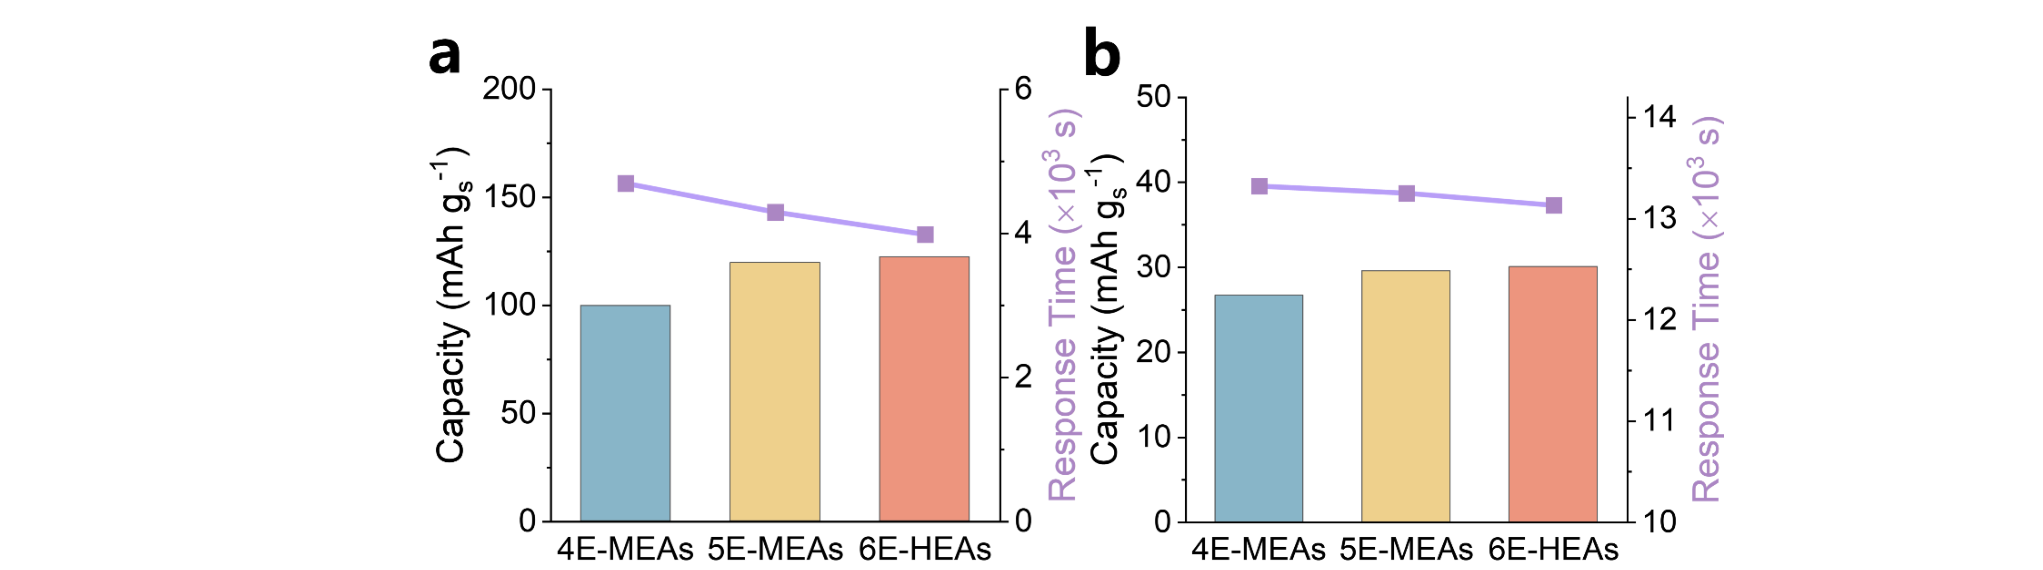 a
200
150
100
50
0
Capacity (mAh gₛ⁻¹)
6
4
2
0
Response Time (×10³ s)
4E-MEAs 5E-MEAs 6E-HEAs
b
50
40
30
20
10
0
Capacity (mAh gₛ⁻¹)
14
13
12
11
10
Response Time (×10³ s)
4E-MEAs 5E-MEAs 6E-HEAs